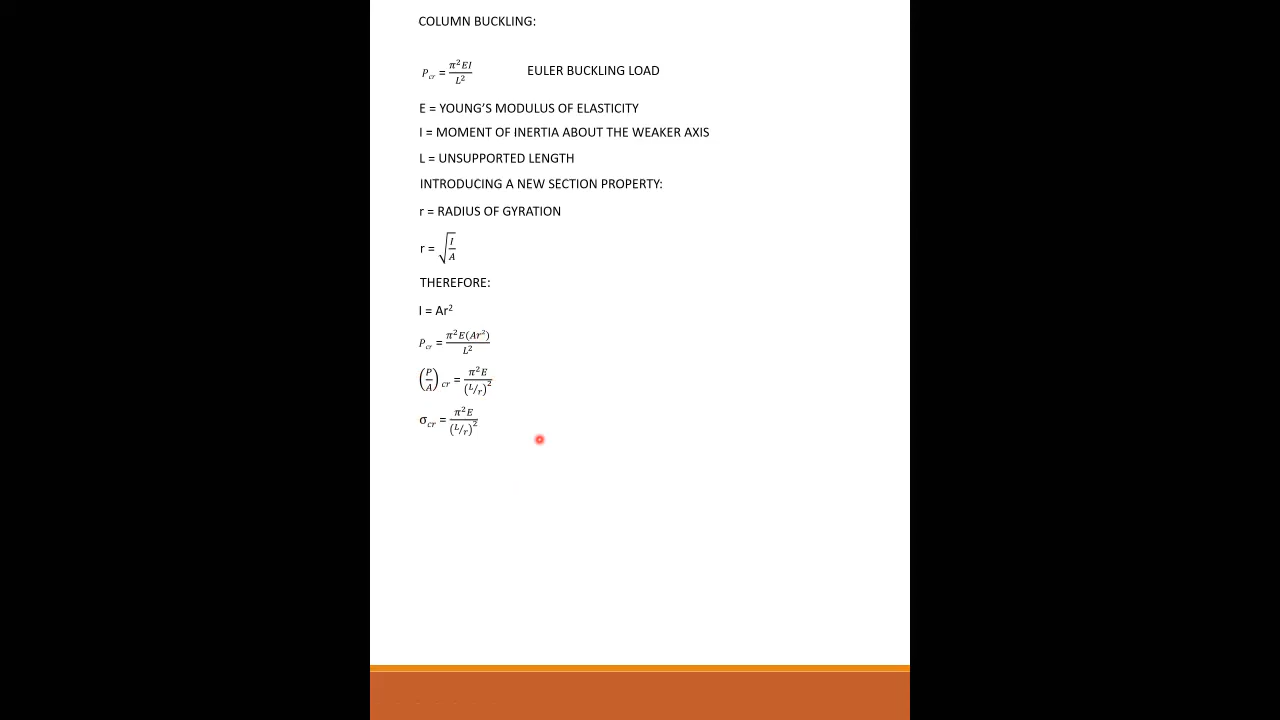 COLUMN BUCKLING:
P_cr = π²EI / L² EULER BUCKLING LOAD
E = YOUNG'S MODULUS OF ELASTICITY
I = MOMENT OF INERTIA ABOUT THE WEAKER AXIS
L = UNSUPPORTED LENGTH
INTRODUCING A NEW SECTION PROPERTY:
r = RADIUS OF GYRATION
r = √(I/A)
THEREFORE:
I = Ar²
P_cr = π²E(Ar²) / L²
(P/A)_cr = π²E / (L/r)²
σ_cr = π²E / (L/r)²